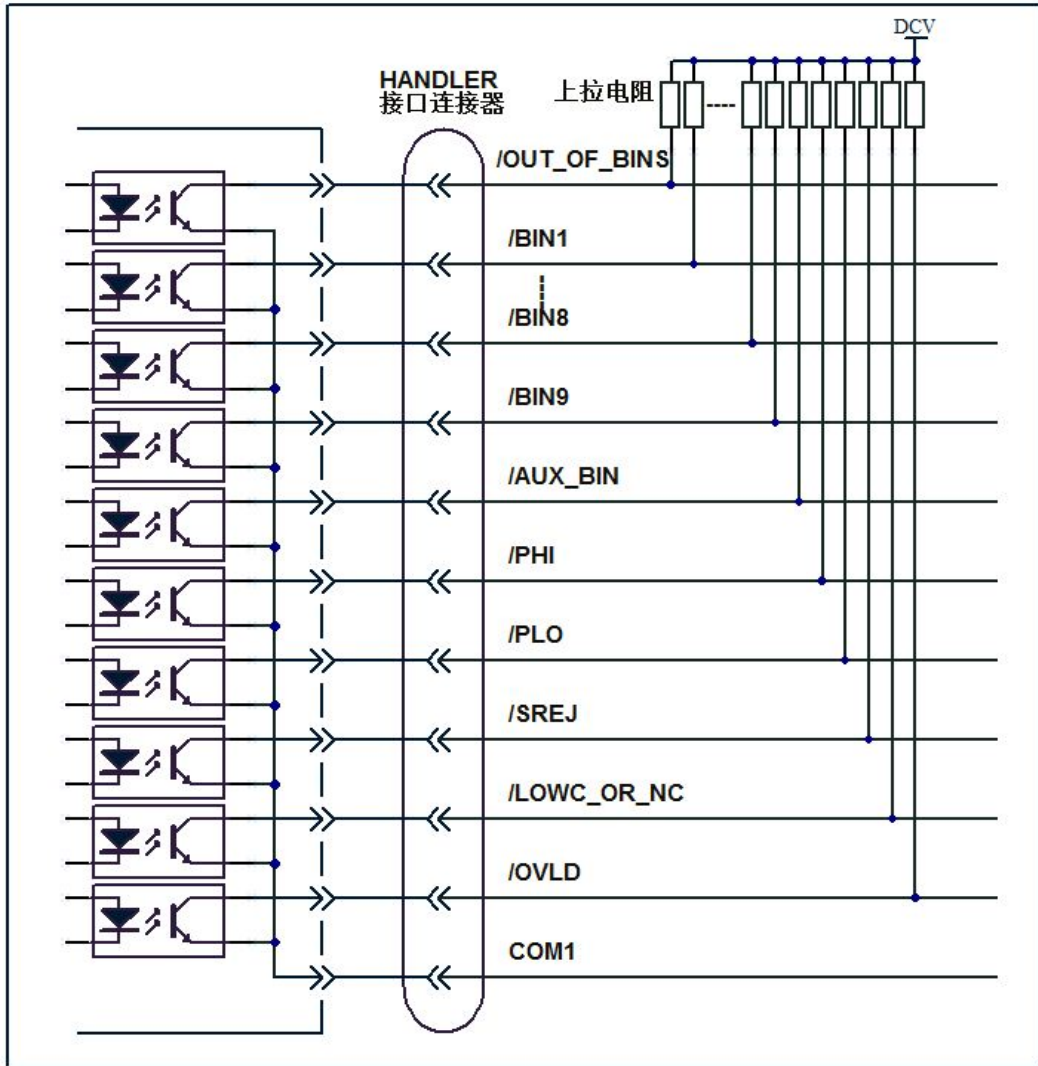 DCV
HANDLER
接口连接器
上拉电阻
/OUT_OF_BINS
/BIN1
/BIN8
/BIN9
/AUX_BIN
/PHI
/PLO
/SREJ
/LOWC_OR_NC
/OVLD
COM1